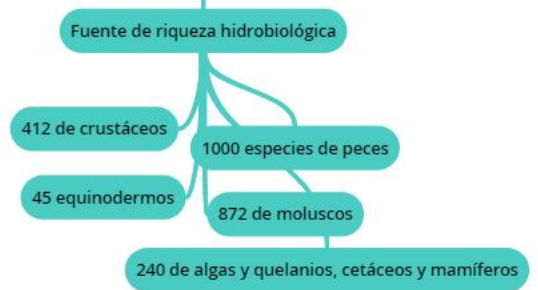 Fuente de riqueza hidrobiológica
412 de crustáceos
1000 especies de peces
45 equinodermos
872 de moluscos
240 de algas y quelanios, cetáceos y mamíferos